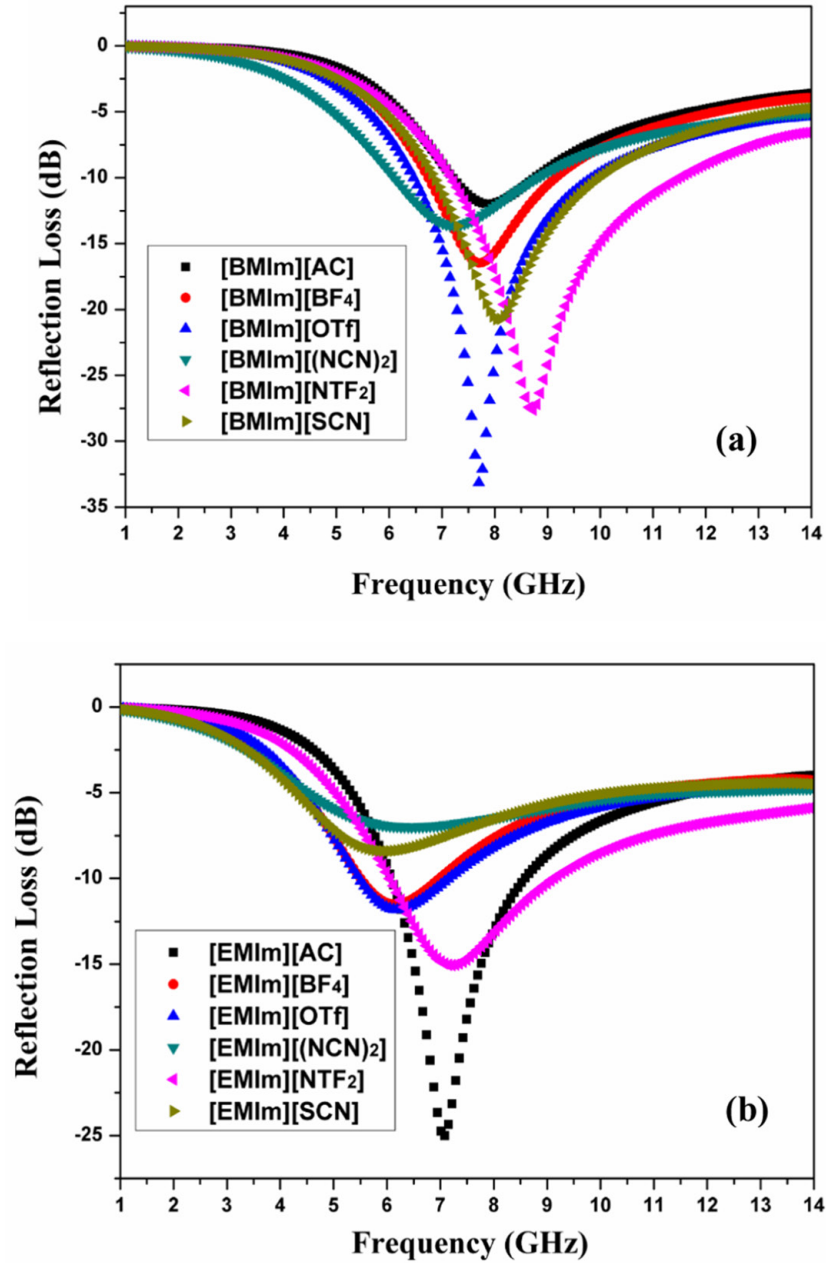 0
-5
-10
-15
-20
-25
-30
-35
Reflection Loss (dB)
[BMIm][AC]
[BMIm][BF4]
[BMIm][OTf]
[BMIm][(NCN)2]
[BMIm][NTF2]
[BMIm][SCN]
(a)
1 2 3 4 5 6 7 8 9 10 11 12 13 14
Frequency (GHz)
0
-5
-10
-15
-20
-25
Reflection Loss (dB)
[EMIm][AC]
[EMIm][BF4]
[EMIm][OTf]
[EMIm][(NCN)2]
[EMIm][NTF2]
[EMIm][SCN]
(b)
1 2 3 4 5 6 7 8 9 10 11 12 13 14
Frequency (GHz)